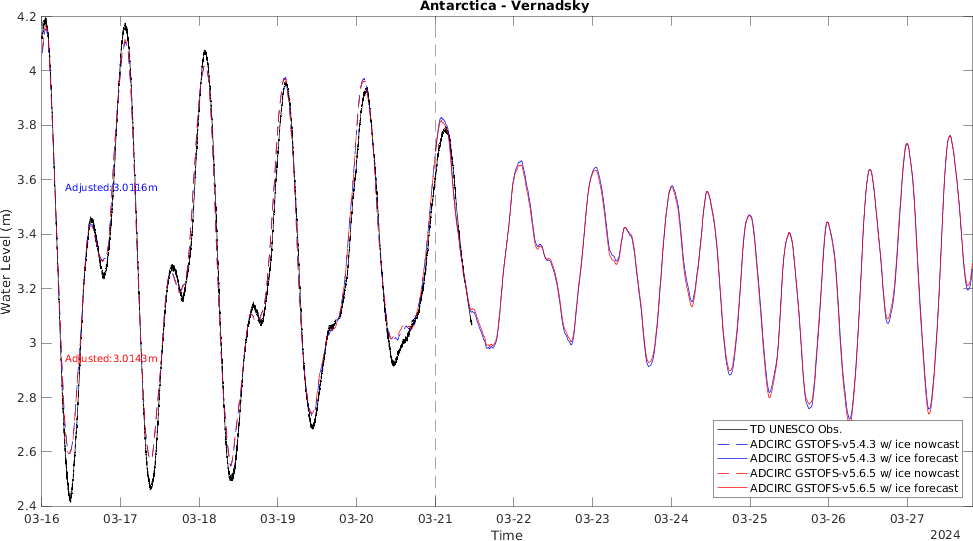 Antarctica - Vernadsky
4.2
4
3.8
3.6
3.4
3.2
3
2.8
2.6
2.4
Water Level (m)
Adjusted:3.0116m
Adjusted:3.0143m
TD UNESCO Obs.
ADCIRC GSTOFS-v5.4.3 w/ ice nowcast
ADCIRC GSTOFS-v5.4.3 w/ ice forecast
ADCIRC GSTOFS-v5.6.5 w/ ice nowcast
ADCIRC GSTOFS-v5.6.5 w/ ice forecast
03-16 03-17 03-18 03-19 03-20 03-21 03-22 03-23 03-24 03-25 03-26 03-27
Time
2024